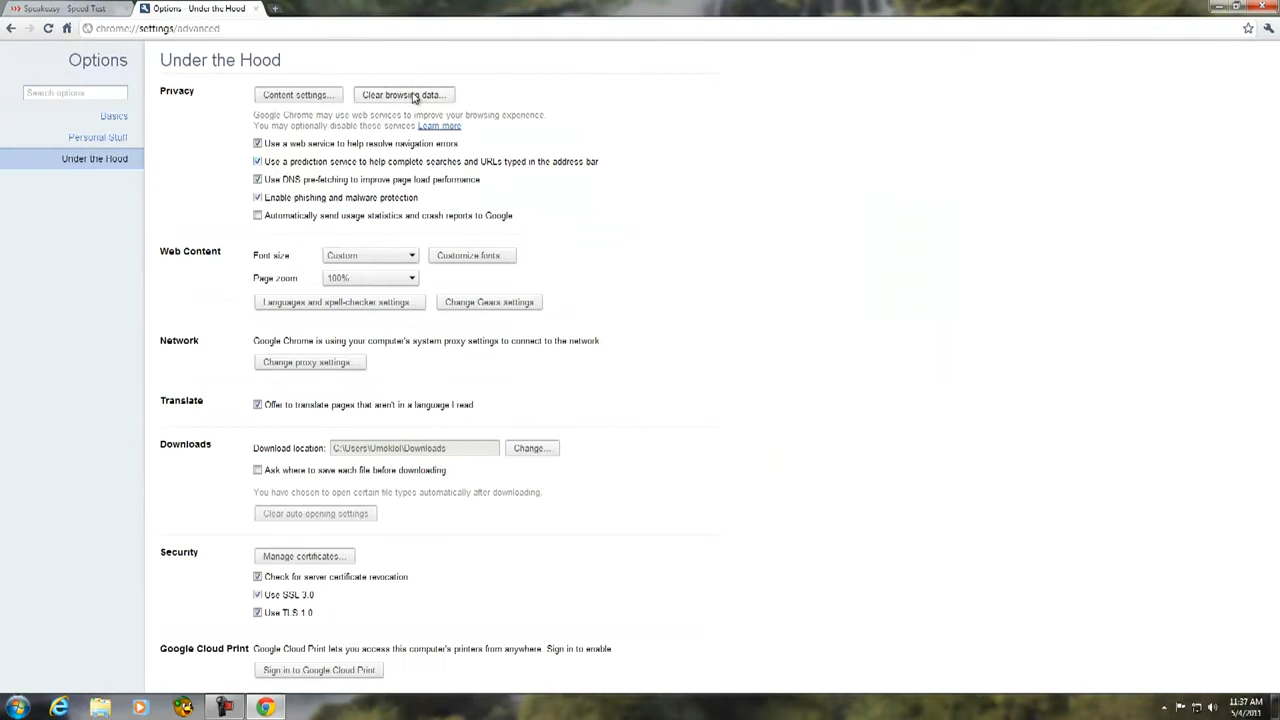 Speakeasy - Speed Test
Options - Under the Hood
chrome://settings/advanced
Options
Under the Hood
Search options
Basics
Personal Stuff
Under the Hood
Privacy
Content settings...
Clear browsing data...
Google Chrome may use web services to improve your browsing experience.
You may optionally disable these services. Learn more
Use a web service to help resolve navigation errors
Use a prediction service to help complete searches and URLs typed in the address bar
Use DNS pre-fetching to improve page load performance
Enable phishing and malware protection
Automatically send usage statistics and crash reports to Google
Web Content
Font size
Custom
Customize fonts...
Page zoom
100%
Languages and spell-checker settings...
Change Gears settings
Network
Google Chrome is using your computer's system proxy settings to connect to the network.
Change proxy settings...
Translate
Offer to translate pages that aren't in a language I read
Downloads
Download location:
C:\Users\Umoklol\Downloads
Change...
Ask where to save each file before downloading
You have chosen to open certain file types automatically after downloading.
Clear auto-opening settings
Security
Manage certificates...
Check for server certificate revocation
Use SSL 3.0
Use TLS 1.0
Google Cloud Print
Google Cloud Print lets you access this computer's printers from anywhere. Sign in to enable.
Sign in to Google Cloud Print
11:37 AM
5/4/2011